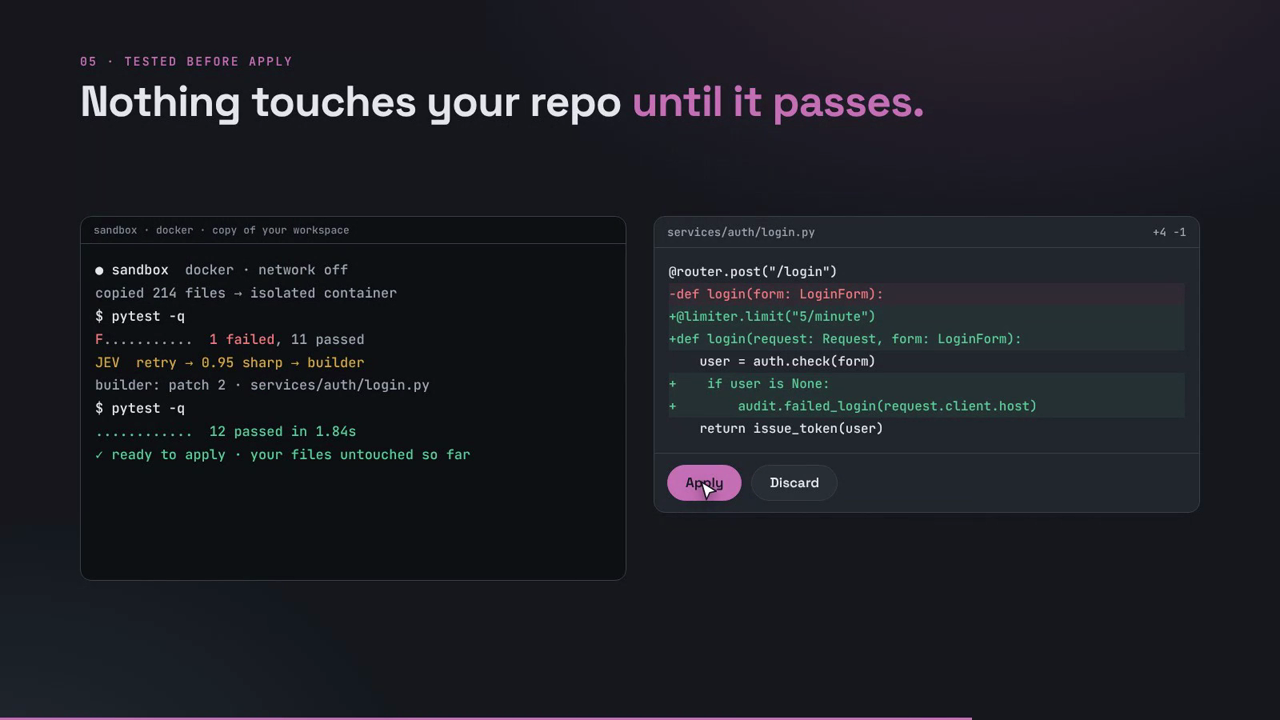 05 · TESTED BEFORE APPLY
Nothing touches your repo until it passes.
sandbox · docker · copy of your workspace
● sandbox  docker · network off
copied 214 files → isolated container
$ pytest -q
F...........  1 failed, 11 passed
JEV  retry → 0.95 sharp → builder
builder: patch 2 · services/auth/login.py
$ pytest -q
............  12 passed in 1.84s
✓ ready to apply · your files untouched so far
services/auth/login.py +4 -1
@router.post("/login")
-def login(form: LoginForm):
+@limiter.limit("5/minute")
+def login(request: Request, form: LoginForm):
    user = auth.check(form)
+    if user is None:
+        audit.failed_login(request.client.host)
    return issue_token(user)
Apply Discard